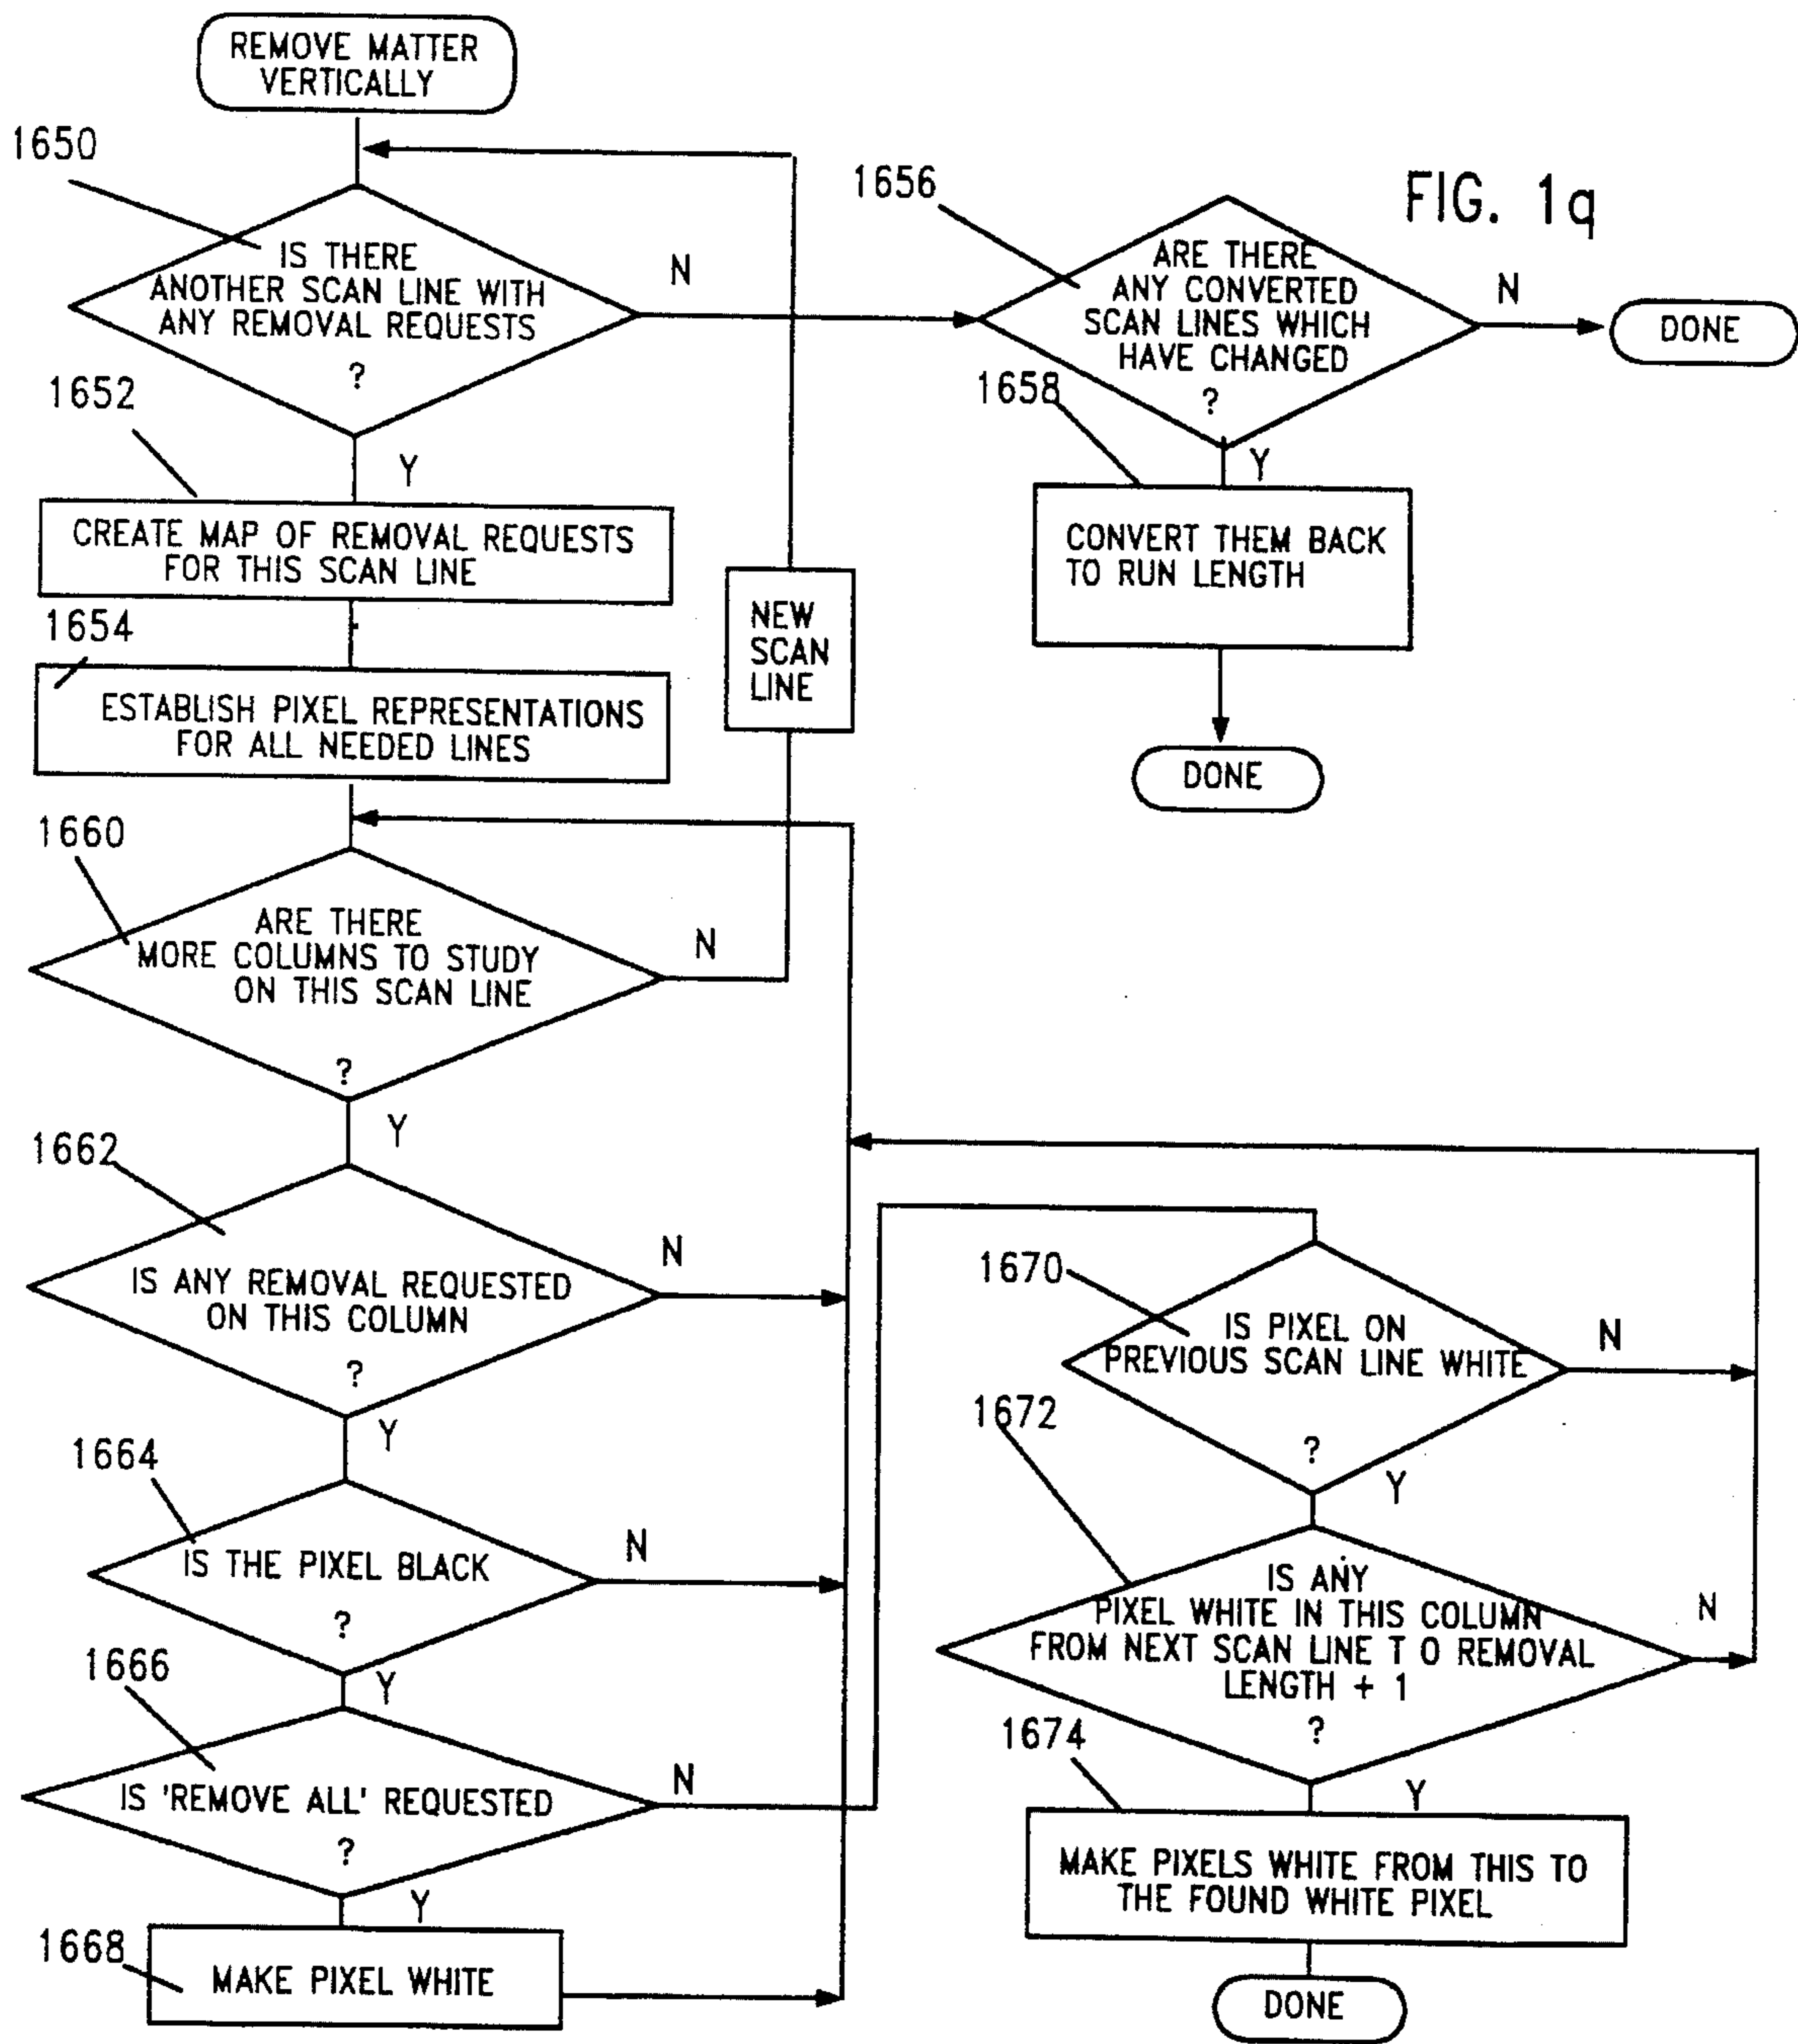 REMOVE MATTER
VERTICALLY
1650
IS THERE
ANOTHER SCAN LINE WITH
ANY REMOVAL REQUESTS
?
N
Y
1656
FIG. 1q
ARE THERE
ANY CONVERTED
SCAN LINES WHICH
HAVE CHANGED
?
N
DONE
Y
1658
CONVERT THEM BACK
TO RUN LENGTH
DONE
1652
CREATE MAP OF REMOVAL REQUESTS
FOR THIS SCAN LINE
1654
ESTABLISH PIXEL REPRESENTATIONS
FOR ALL NEEDED LINES
NEW
SCAN
LINE
1660
ARE THERE
MORE COLUMNS TO STUDY
ON THIS SCAN LINE
?
N
Y
1662
IS ANY REMOVAL REQUESTED
ON THIS COLUMN
?
N
Y
1664
IS THE PIXEL BLACK
?
N
Y
1666
IS 'REMOVE ALL' REQUESTED
?
N
Y
1668
MAKE PIXEL WHITE
1670
IS PIXEL ON
PREVIOUS SCAN LINE WHITE
?
N
Y
1672
IS ANY
PIXEL WHITE IN THIS COLUMN
FROM NEXT SCAN LINE T O REMOVAL
LENGTH + 1
?
N
Y
1674
MAKE PIXELS WHITE FROM THIS TO
THE FOUND WHITE PIXEL
DONE